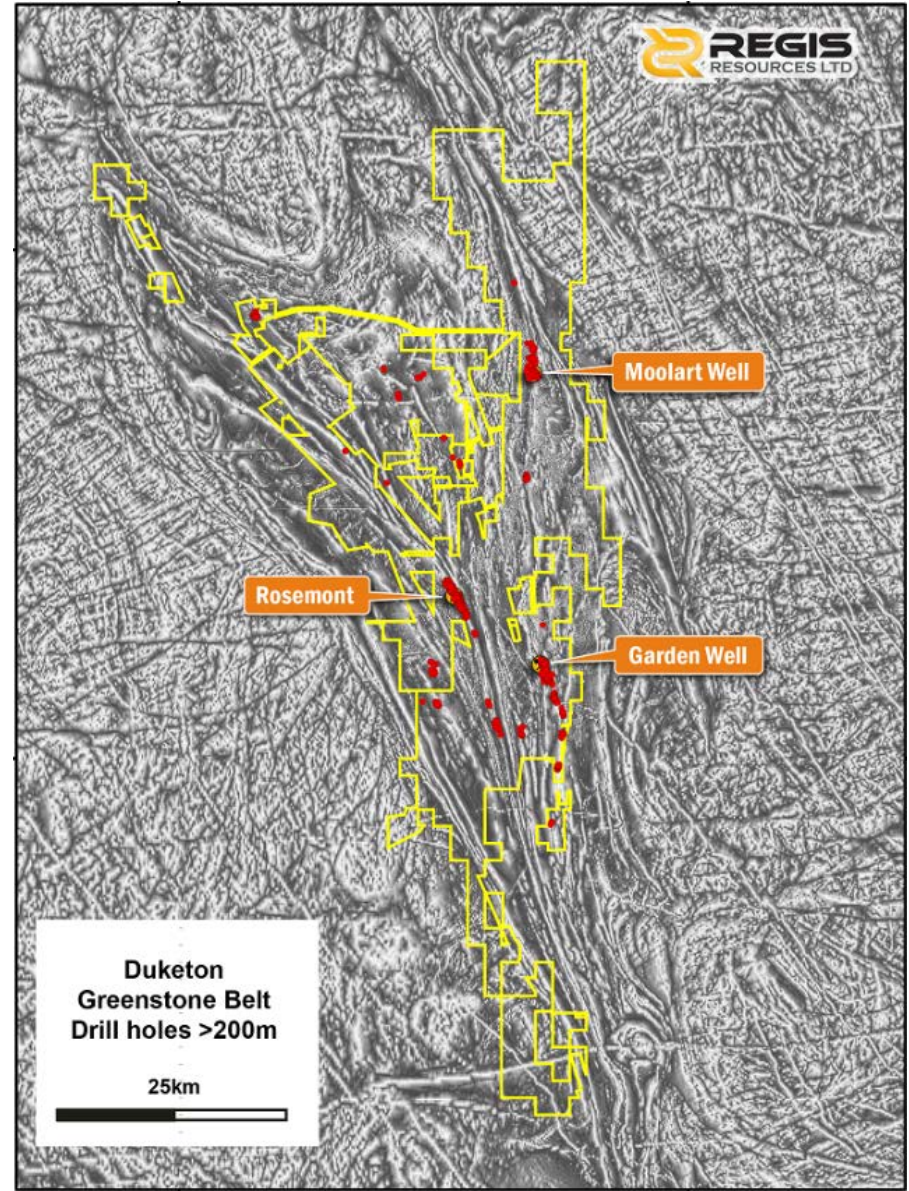 REGIS
RESOURCES LTD
Moolart Well
Rosemont
Garden Well
Duketon
Greenstone Belt
Drill holes >200m
25km